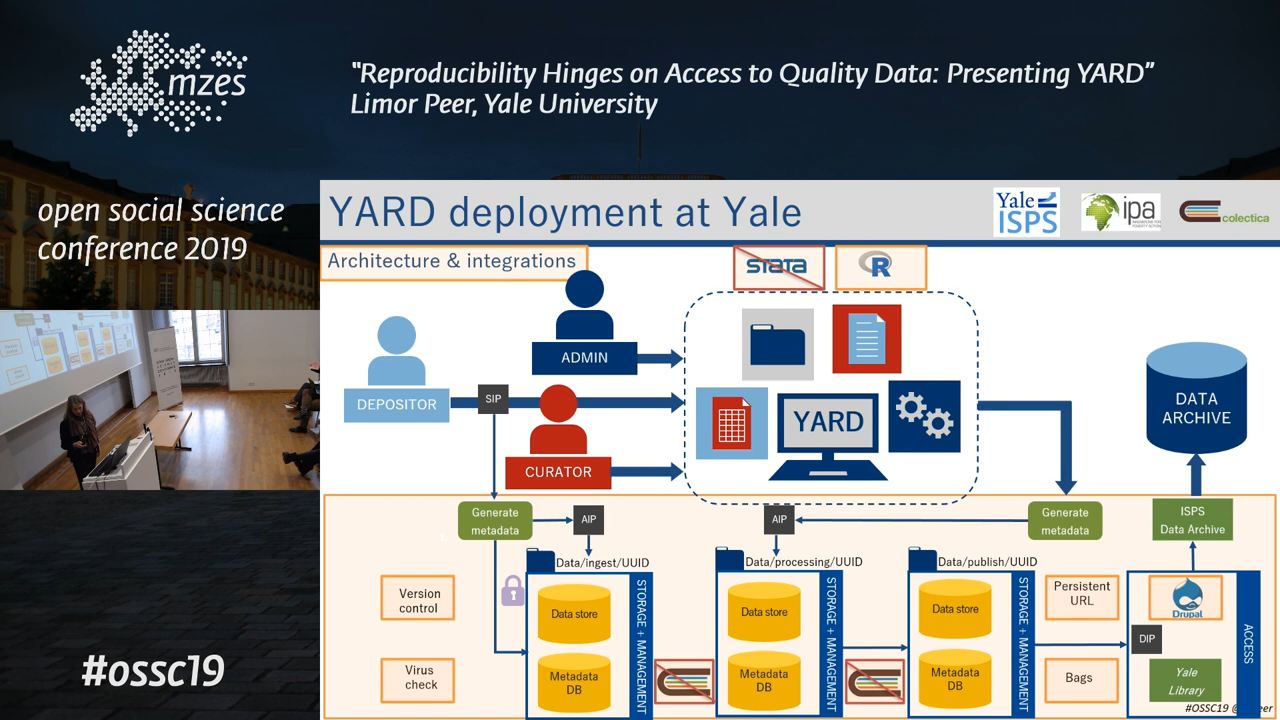 mzes
"Reproducibility Hinges on Access to Quality Data: Presenting YARD"
Limor Peer, Yale University
open social science
conference 2019
#ossc19
YARD deployment at Yale
Yale
ISPS
ipa
colectica
Architecture & integrations
STATA
R
ADMIN
DEPOSITOR
SIP
CURATOR
YARD
DATA
ARCHIVE
Generate
metadata
AIP
AIP
Generate
metadata
ISPS
Data Archive
Data/ingest/UUID
Data/processing/UUID
Data/publish/UUID
Version
control
Virus
check
Data store
Metadata
DB
STORAGE + MANAGEMENT
Data store
Metadata
DB
STORAGE + MANAGEMENT
Data store
Metadata
DB
STORAGE + MANAGEMENT
Persistent
URL
Bags
Drupal
DIP
Yale
Library
ACCESS
#OSSC19